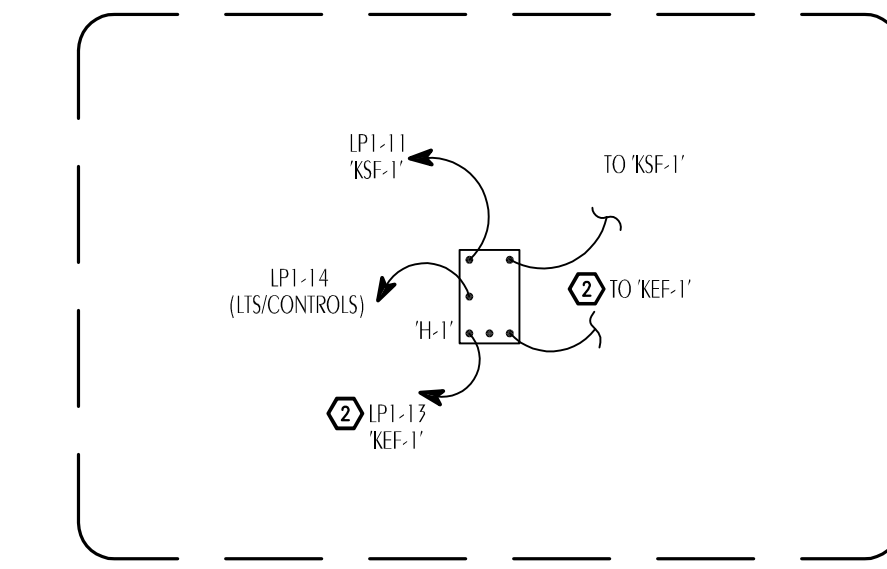 LP1-11
'KSF-1'
TO 'KSF-1'
LP1-14
(LTS/CONTROLS)
2 TO 'KEF-1'
'H-1'
2 LP1-13
'KEF-1'